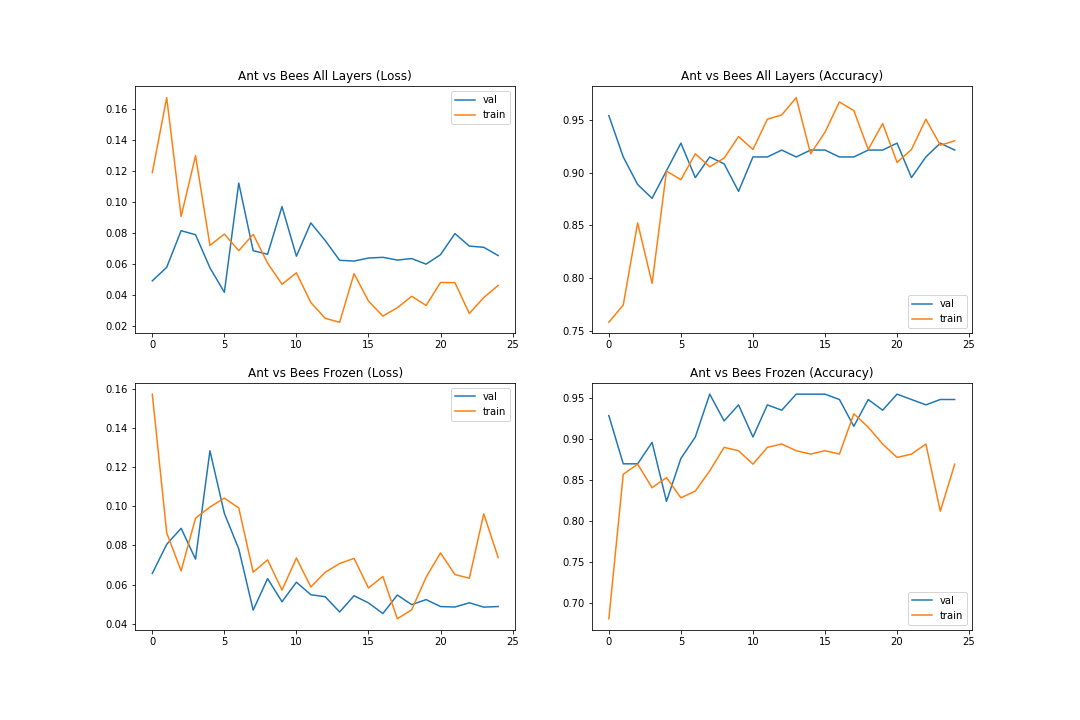 Ant vs Bees All Layers (Loss)
0.16
0.14
0.12
0.10
0.08
0.06
0.04
0.02
0 5 10 15 20 25
val
train
Ant vs Bees All Layers (Accuracy)
0.95
0.90
0.85
0.80
0.75
0 5 10 15 20 25
val
train
Ant vs Bees Frozen (Loss)
0.16
0.14
0.12
0.10
0.08
0.06
0.04
0 5 10 15 20 25
val
train
Ant vs Bees Frozen (Accuracy)
0.95
0.90
0.85
0.80
0.75
0.70
0 5 10 15 20 25
val
train